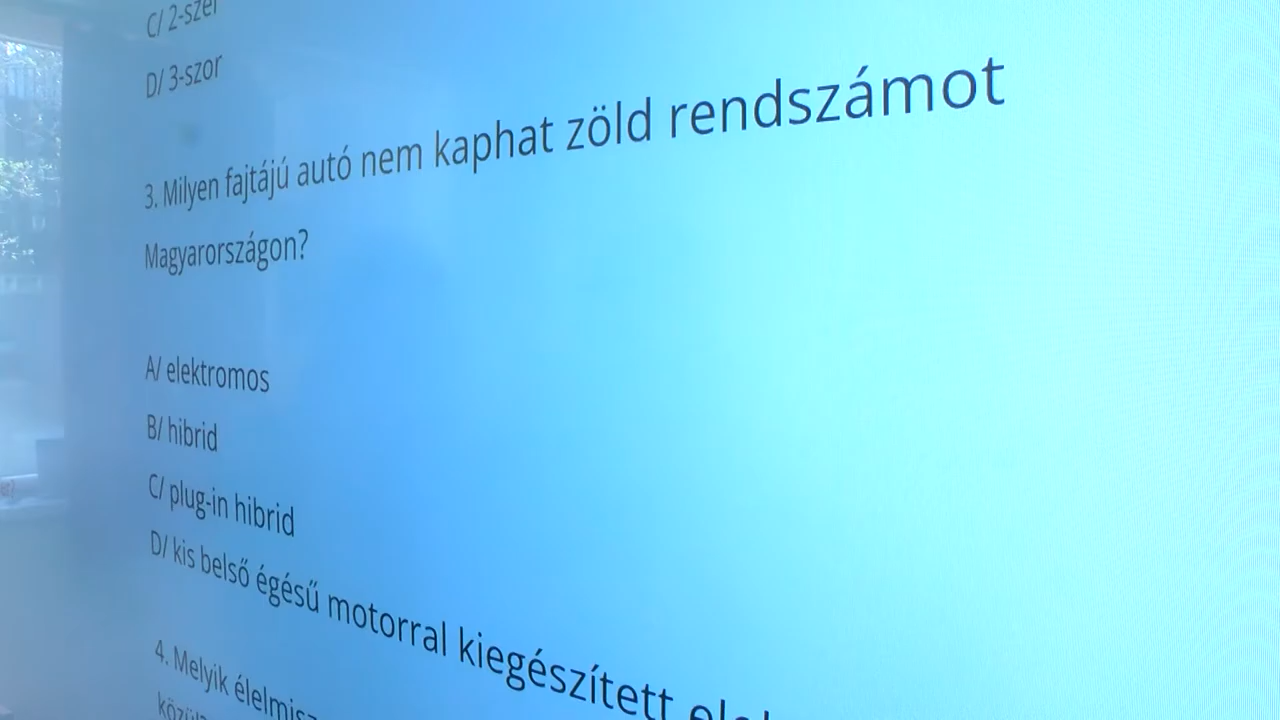 C/ 2-szer
D/ 3-szor
3. Milyen fajtájú autó nem kaphat zöld rendszámot
Magyarországon?
A/ elektromos
B/ hibrid
C/ plug-in hibrid
D/ kis belső égésű motorral kiegészített
4. Melyik